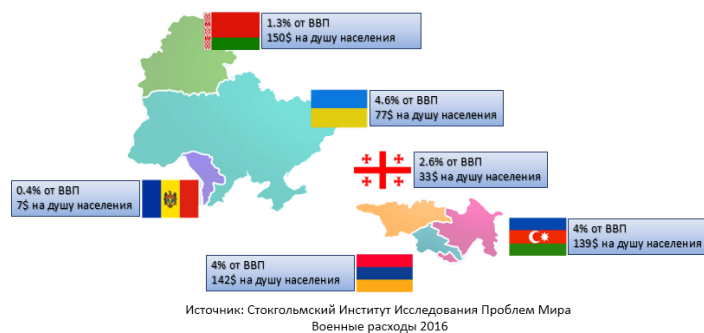 1.3% от ВВП
150$ на душу населения
4.6% от ВВП
77$ на душу населения
2.6% от ВВП
33$ на душу населения
0.4% от ВВП
7$ на душу населения
4% от ВВП
139$ на душу населения
4% от ВВП
142$ на душу населения
Источник: Стокгольмский Институт Исследования Проблем Мира
Военные расходы 2016